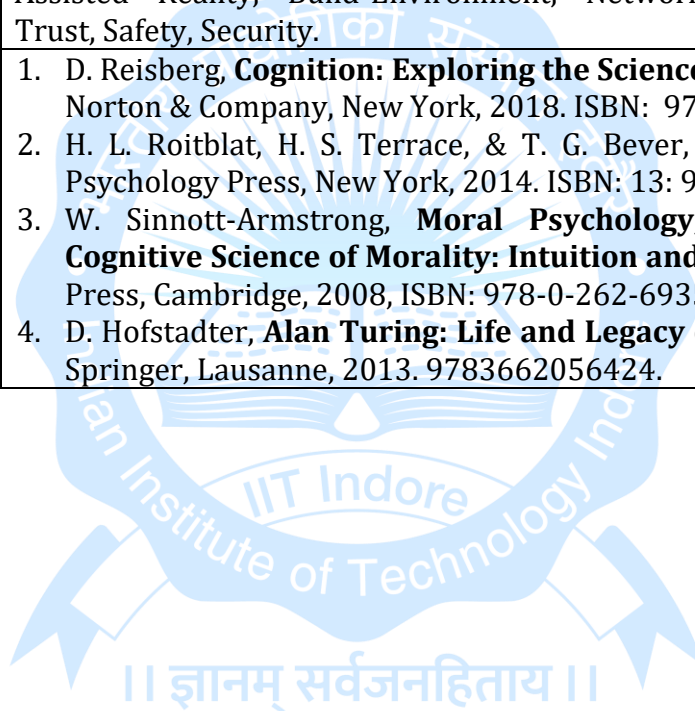 Assisted Reality, Build-Environment, Network
Trust, Safety, Security.
1. D. Reisberg, Cognition: Exploring the Science
Norton & Company, New York, 2018. ISBN: 97
2. H. L. Roitblat, H. S. Terrace, & T. G. Bever,
Psychology Press, New York, 2014. ISBN: 13: 9
3. W. Sinnott-Armstrong, Moral Psychology,
Cognitive Science of Morality: Intuition and
Press, Cambridge, 2008, ISBN: 978-0-262-693
4. D. Hofstadter, Alan Turing: Life and Legacy
Springer, Lausanne, 2013. 9783662056424.
IIT Indore
Institute of Technology
।। ज्ञानम् सर्वजनहिताय ।।